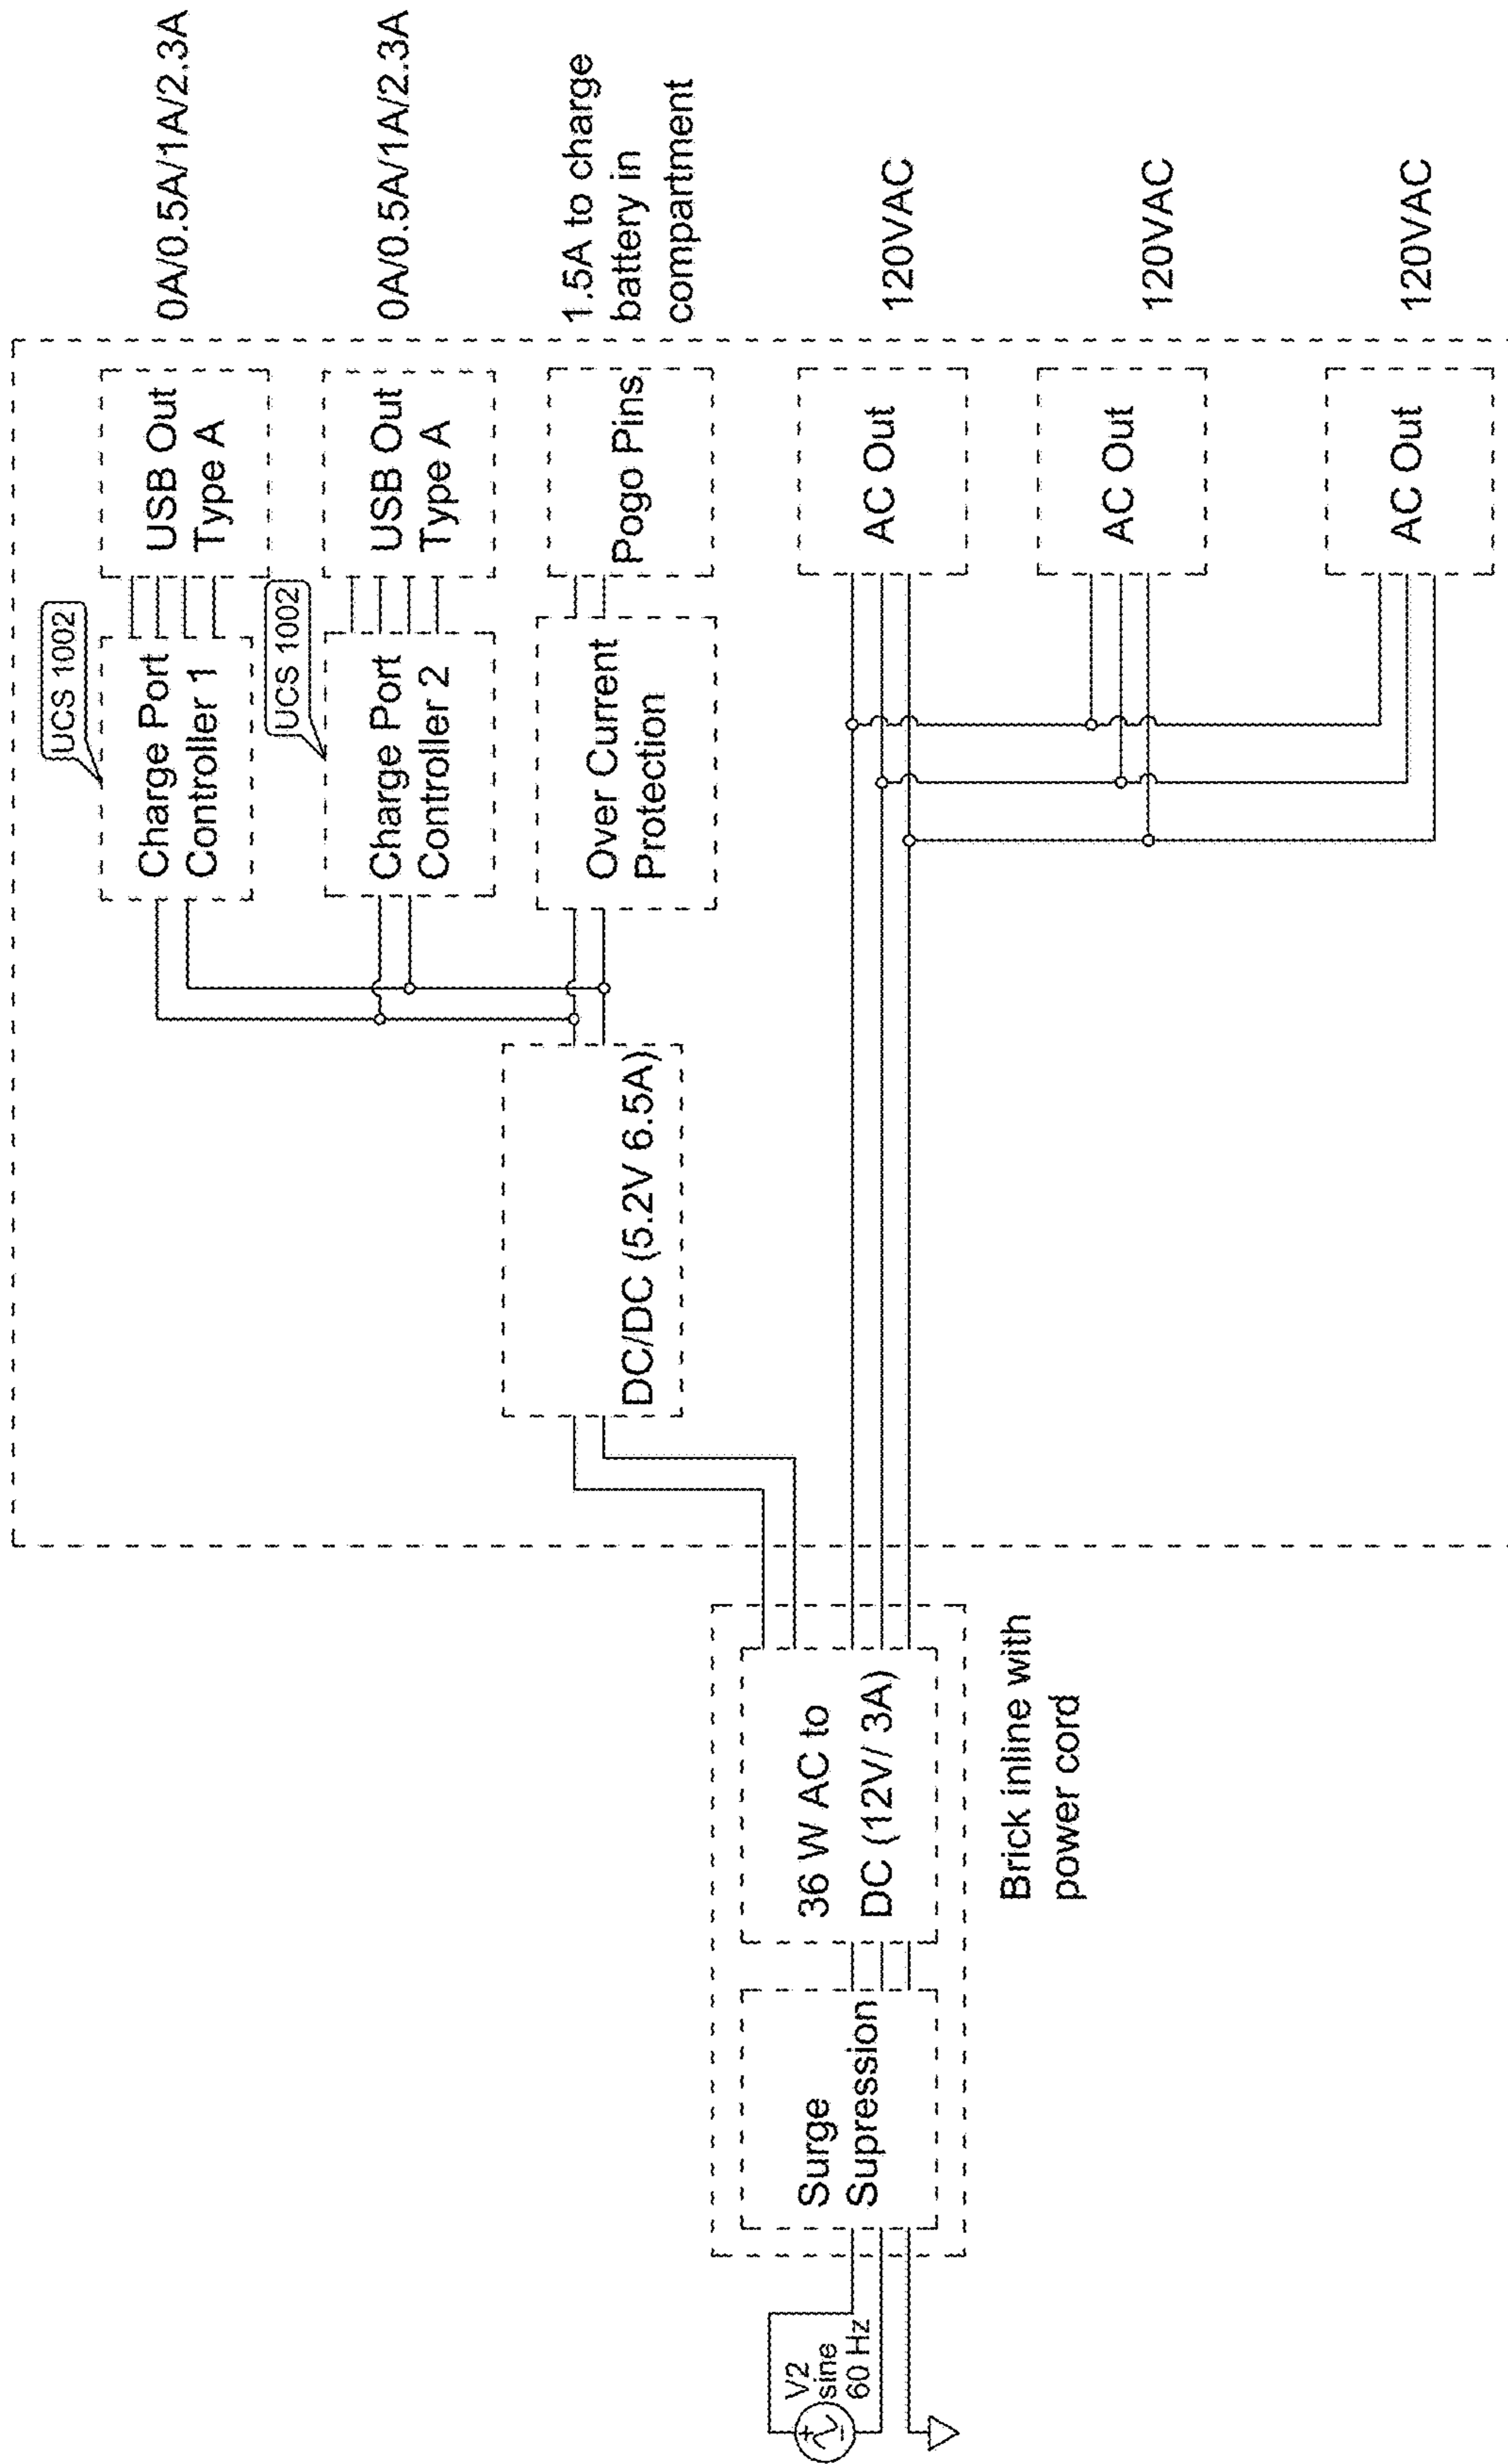 V2
sine
60 Hz
Surge
Supression
36 W AC to
DC (12V/ 3A)
Brick inline with
power cord
DC/DC (5.2V 6.5A)
UCS 1002
Charge Port
Controller 1
USB Out
Type A
0A/0.5A/1A/2.3A
UCS 1002
Charge Port
Controller 2
USB Out
Type A
0A/0.5A/1A/2.3A
Over Current
Protection
Pogo Pins
1.5A to charge
battery in
compartment
AC Out
120VAC
AC Out
120VAC
AC Out
120VAC